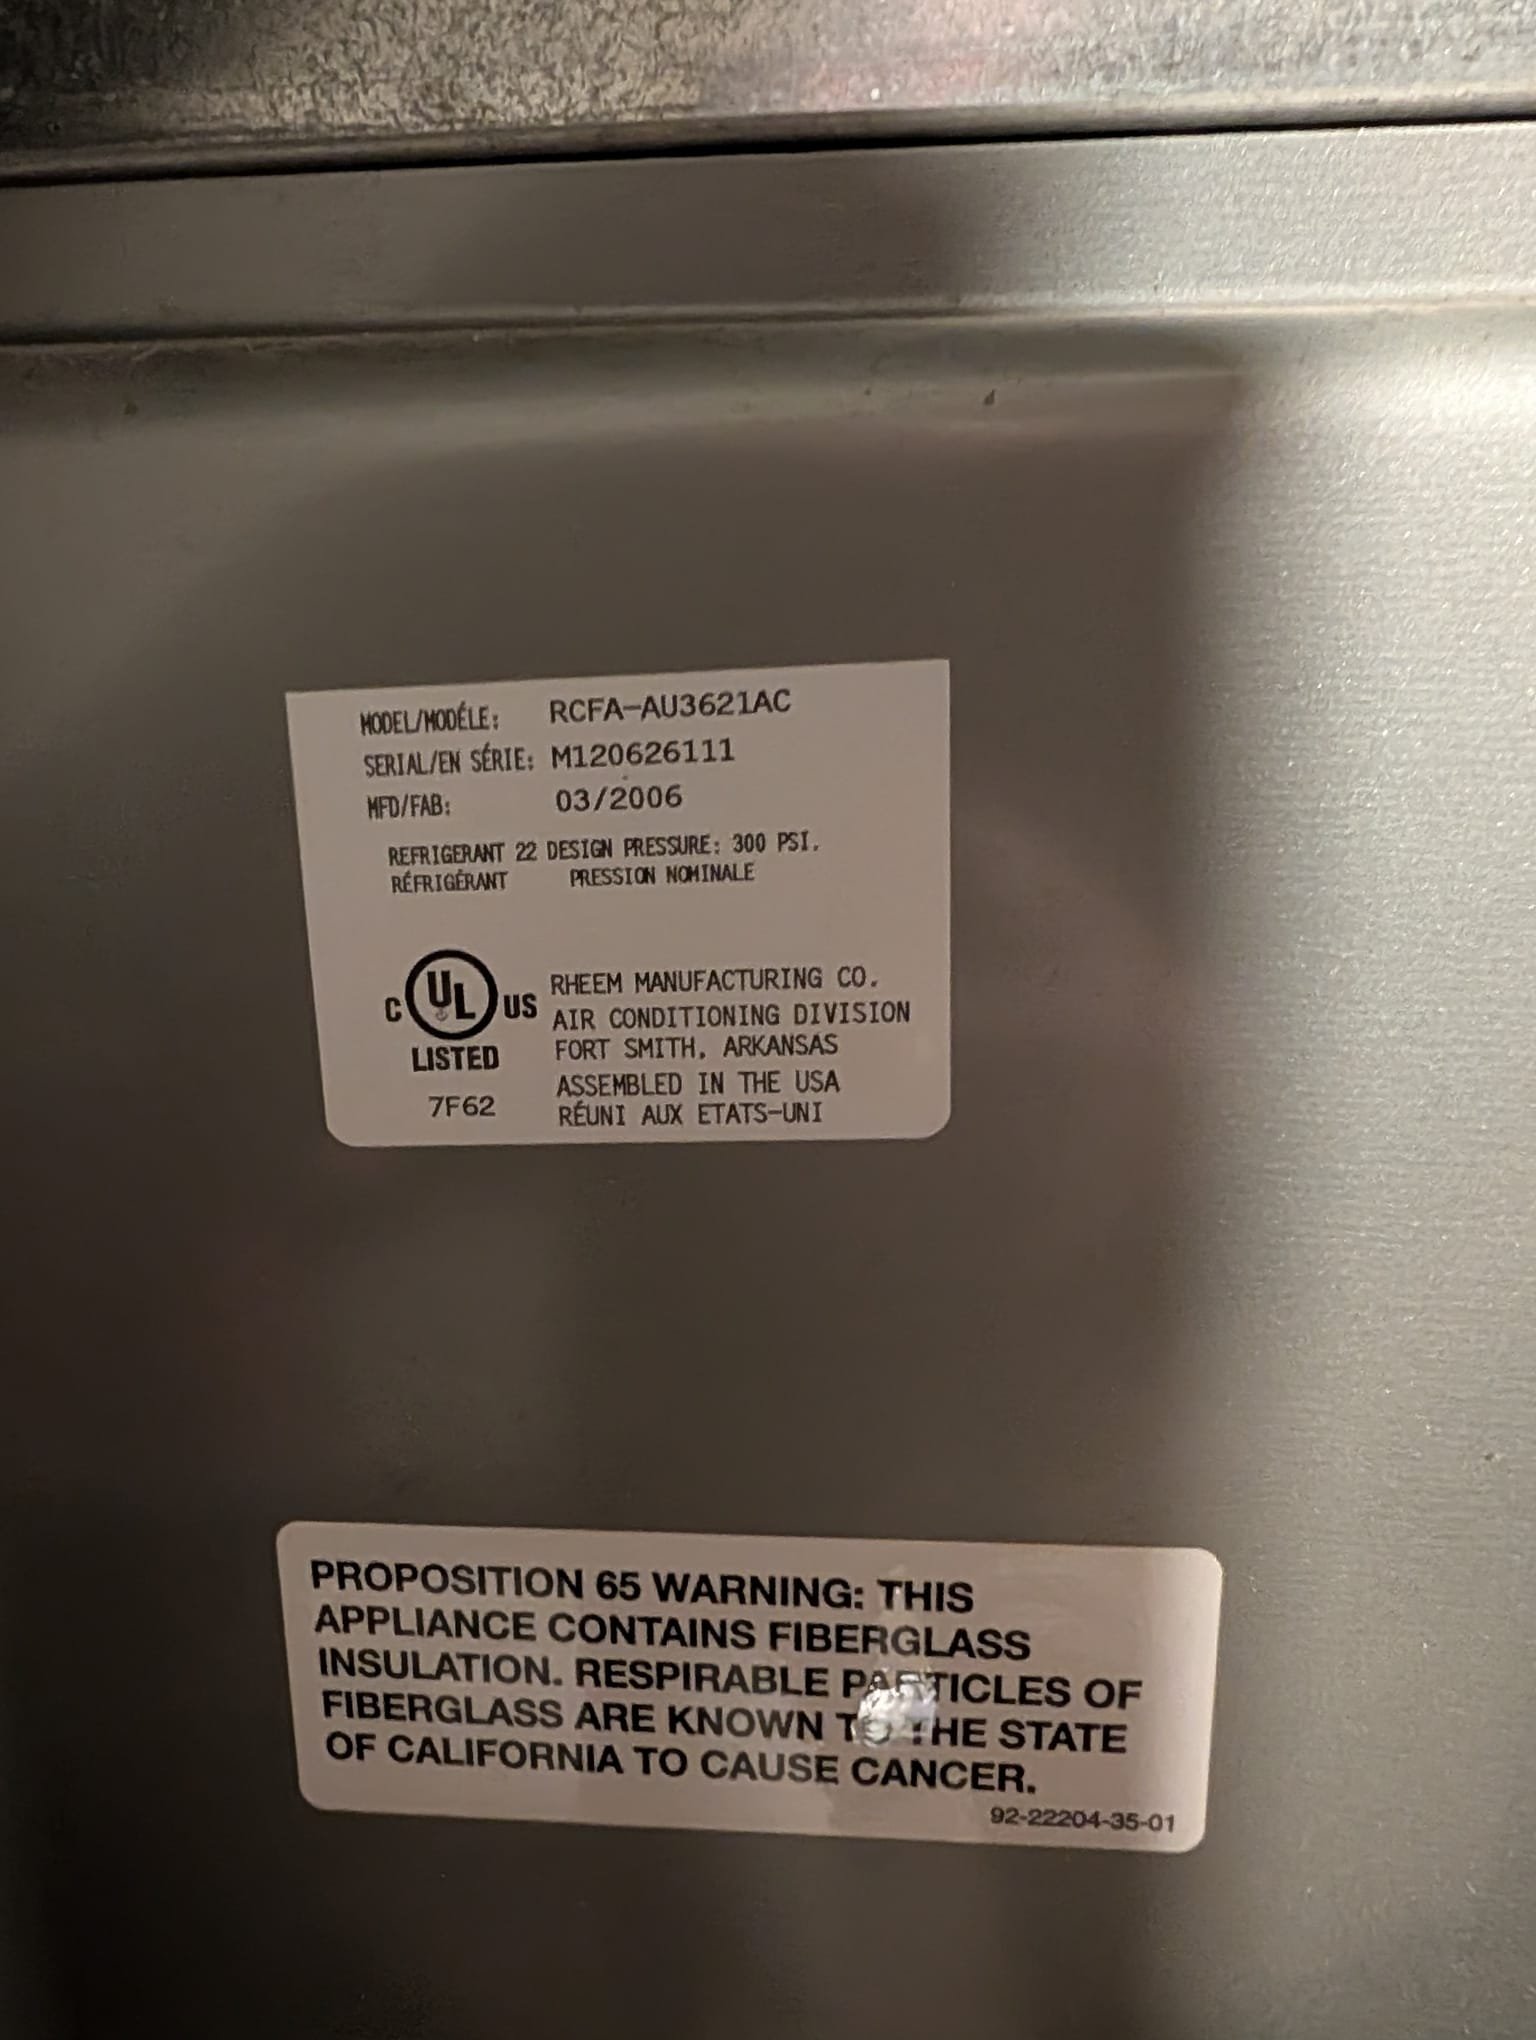 MODEL/MODÉLE: RCFA-AU3621AC
SERIAL/EN SÉRIE: M120626111
MFD/FAB: 03/2006
REFRIGERANT 22 DESIGN PRESSURE: 300 PSI.
RÉFRIGÉRANT PRESSION NOMINALE
C UL US
LISTED
7F62
RHEEM MANUFACTURING CO.
AIR CONDITIONING DIVISION
FORT SMITH, ARKANSAS
ASSEMBLED IN THE USA
RÉUNI AUX ETATS-UNI
PROPOSITION 65 WARNING: THIS
APPLIANCE CONTAINS FIBERGLASS
INSULATION. RESPIRABLE PARTICLES OF
FIBERGLASS ARE KNOWN TO THE STATE
OF CALIFORNIA TO CAUSE CANCER.
92-22204-35-01